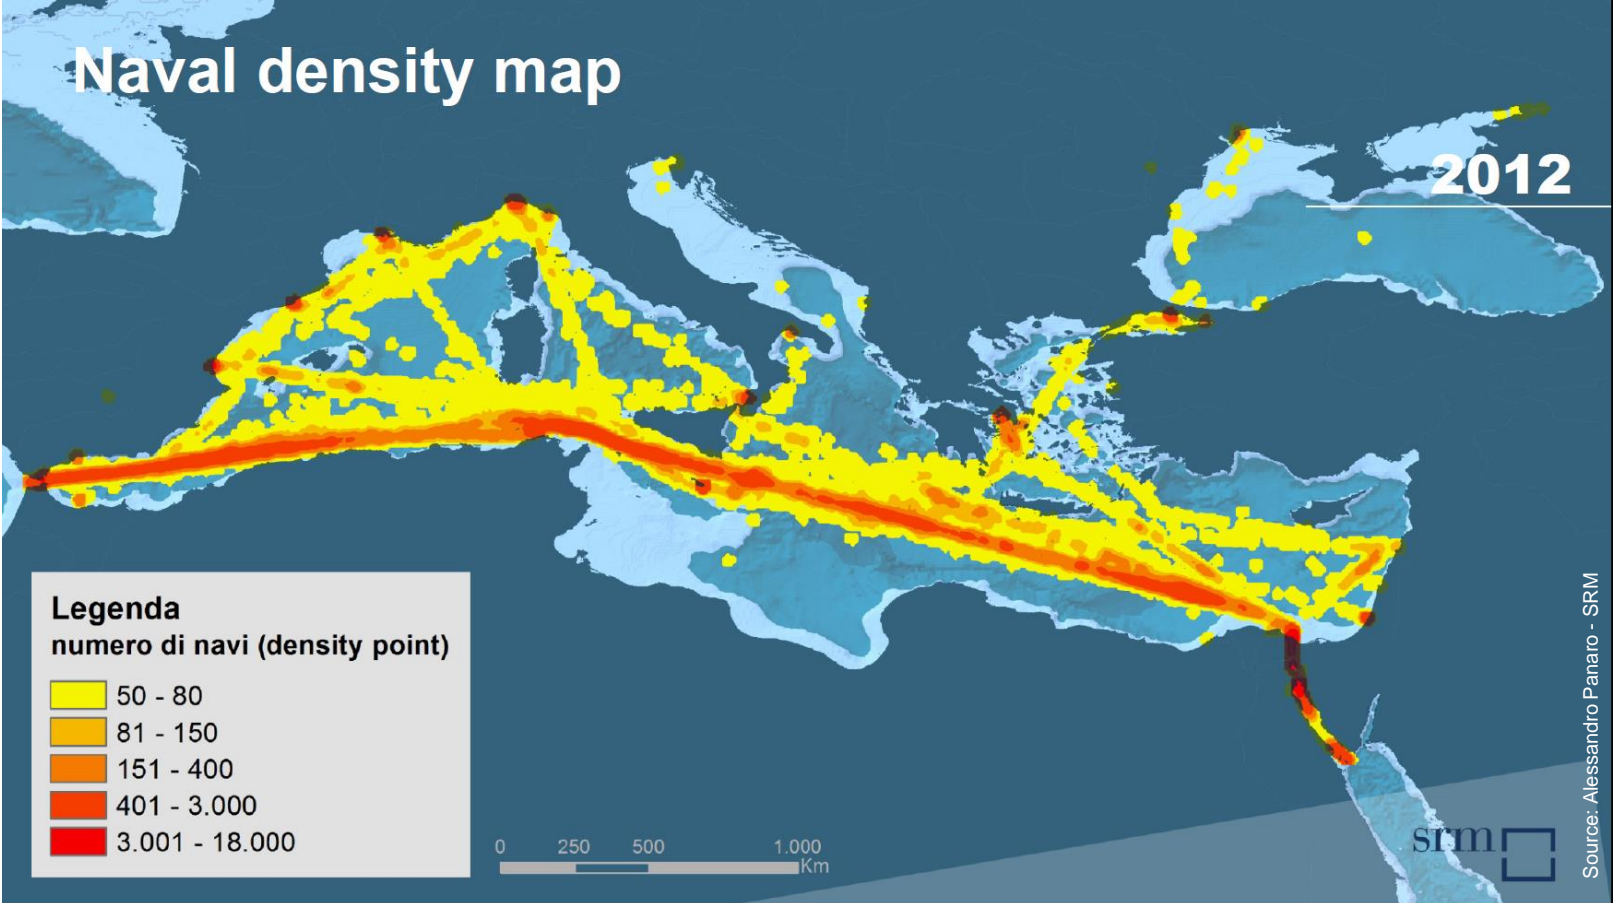 Naval density map
2012
Legenda
numero di navi (density point)
50 - 80
81 - 150
151 - 400
401 - 3.000
3.001 - 18.000
0 250 500 1.000
Km
srm
Source: Alessandro Panaro - SRM